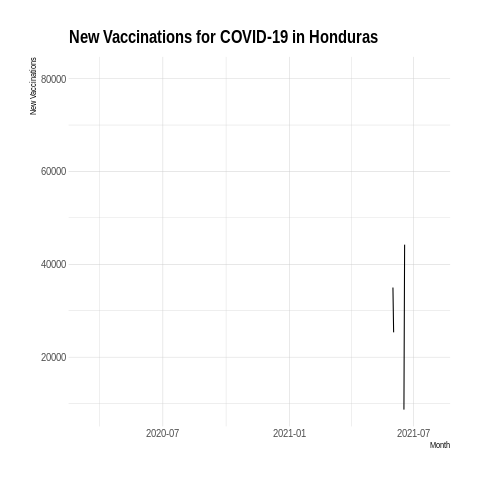 New Vaccinations for COVID-19 in Honduras
New Vaccinations
80000
60000
40000
20000
2020-07 2021-01 2021-07
Month